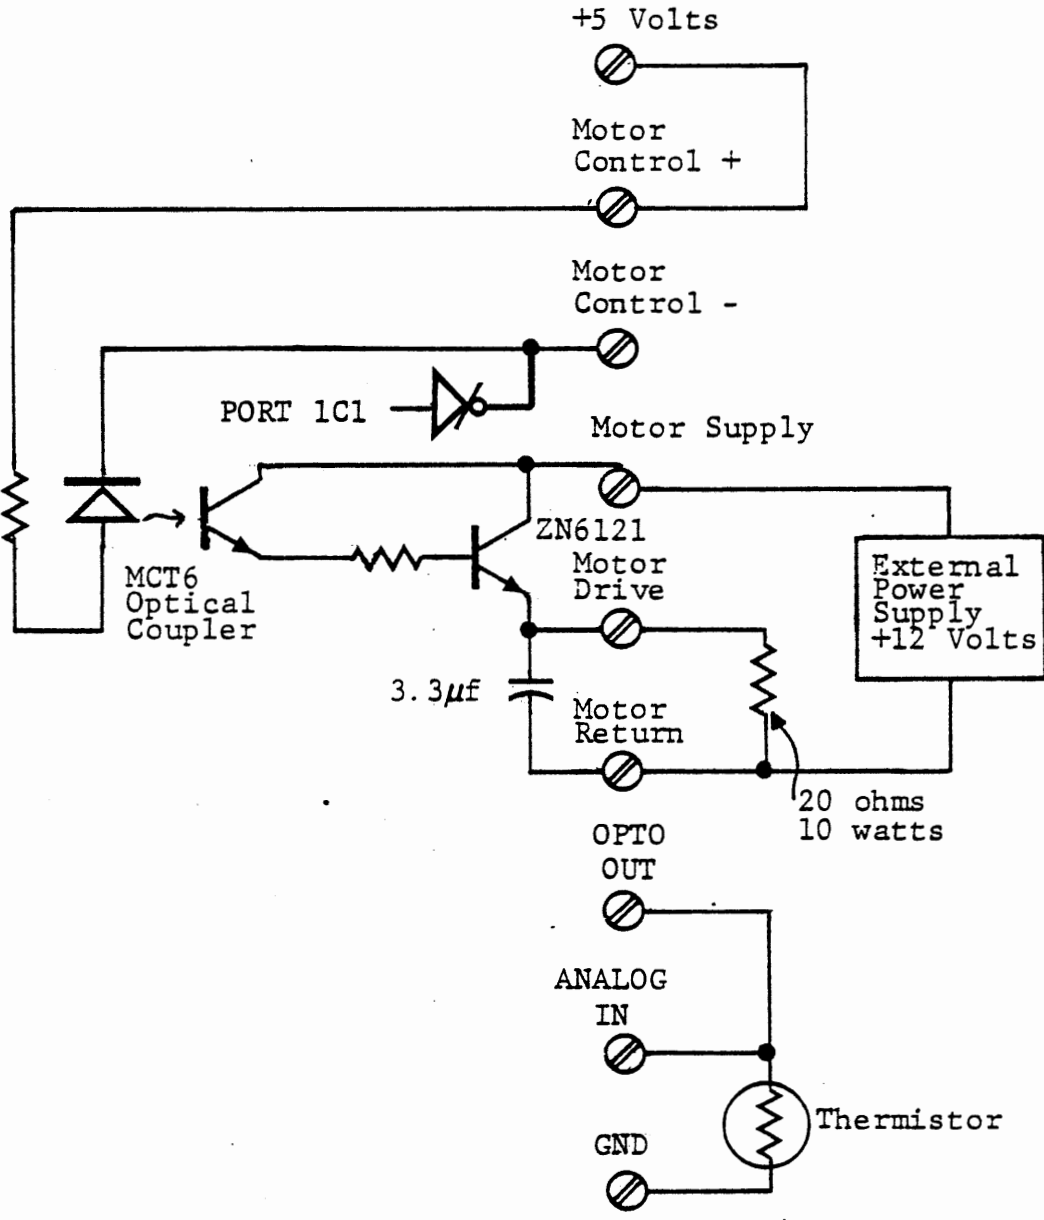 +5 Volts
Motor
Control +
Motor
Control -
PORT 1C1
Motor Supply
ZN6121
Motor
Drive
External
Power
Supply
+12 Volts
MCT6
Optical
Coupler
3.3μf
Motor
Return
20 ohms
10 watts
OPTO
OUT
ANALOG
IN
Thermistor
GND